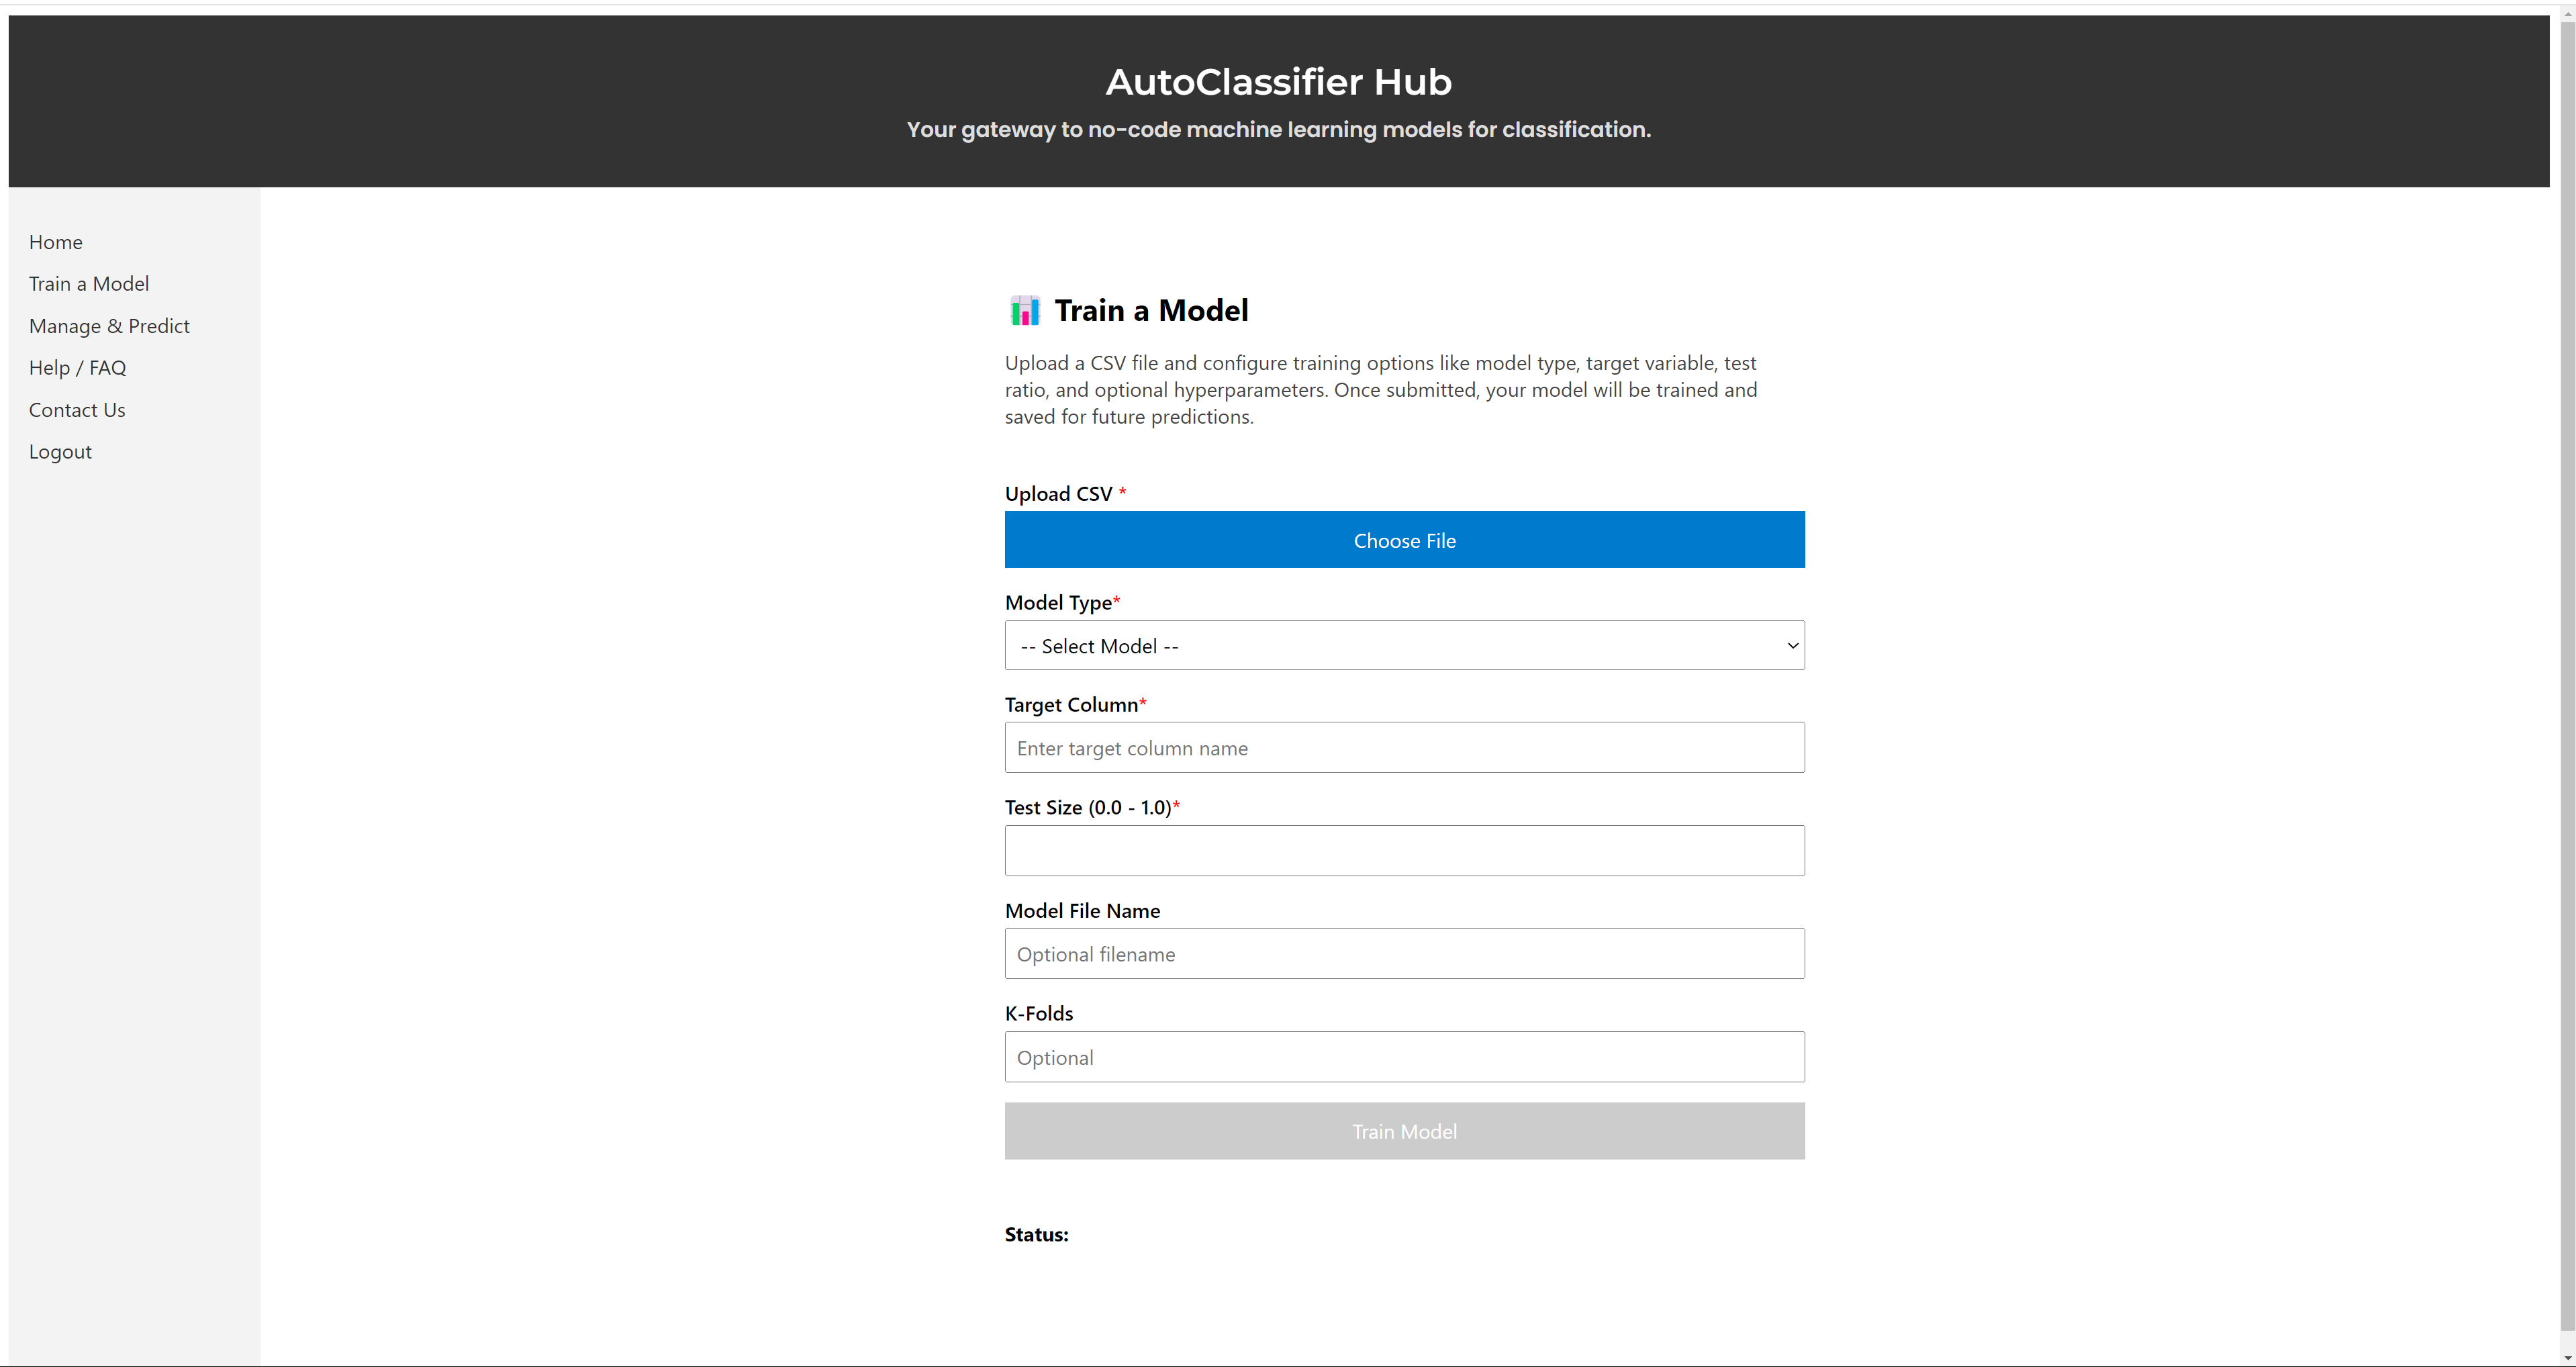 AutoClassifier Hub
Your gateway to no-code machine learning models for classification.
Home
Train a Model
Manage & Predict
Help / FAQ
Contact Us
Logout
Train a Model
Upload a CSV file and configure training options like model type, target variable, test
ratio, and optional hyperparameters. Once submitted, your model will be trained and
saved for future predictions.
Upload CSV *
Choose File
Model Type*
-- Select Model --
Target Column*
Enter target column name
Test Size (0.0 - 1.0)*
Model File Name
Optional filename
K-Folds
Optional
Train Model
Status: